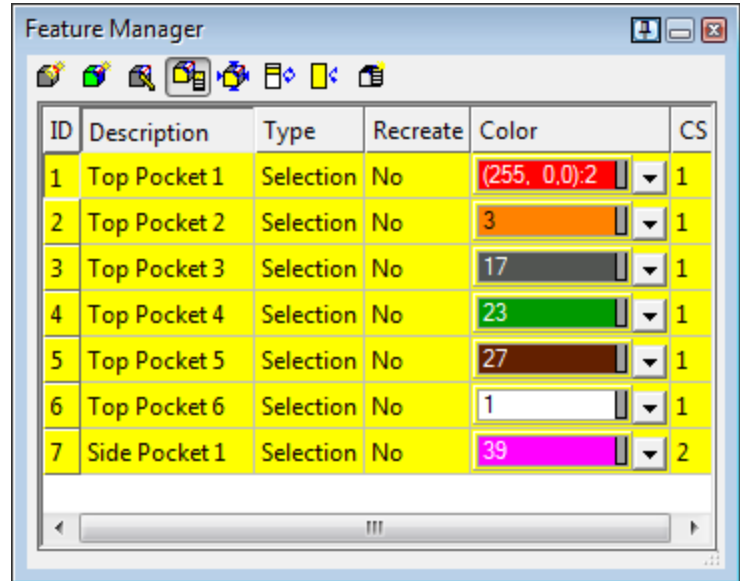 Feature Manager
ID Description Type Recreate Color CS
1 Top Pocket 1 Selection No (255, 0,0):2 1
2 Top Pocket 2 Selection No 3 1
3 Top Pocket 3 Selection No 17 1
4 Top Pocket 4 Selection No 23 1
5 Top Pocket 5 Selection No 27 1
6 Top Pocket 6 Selection No 1 1
7 Side Pocket 1 Selection No 39 2